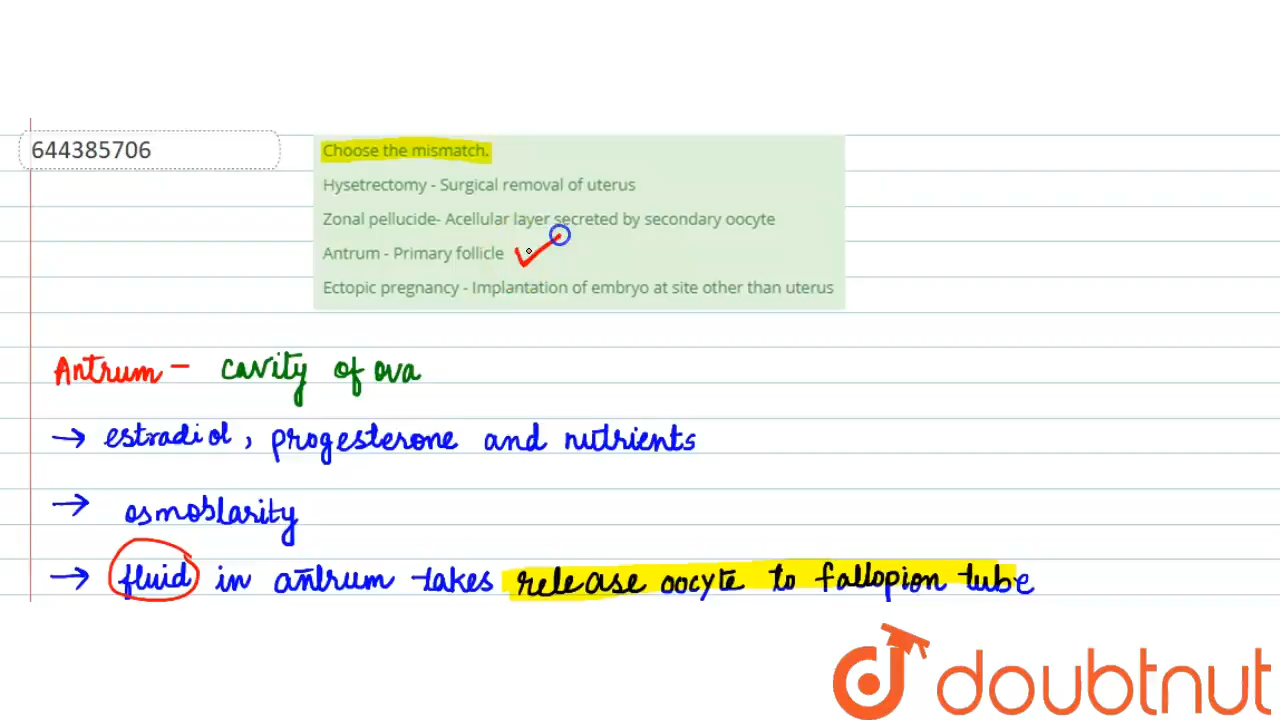 644385706
Choose the mismatch.
Hysetrectomy - Surgical removal of uterus
Zonal pellucide- Acellular layer secreted by secondary oocyte
Antrum - Primary follicle
Ectopic pregnancy - Implantation of embryo at site other than uterus
Antrum - cavity of ova
→ estradiol, progesterone and nutrients
→ osmoblarity
→ fluid in antrum takes release oocyte to fallopion tube
doubtnut